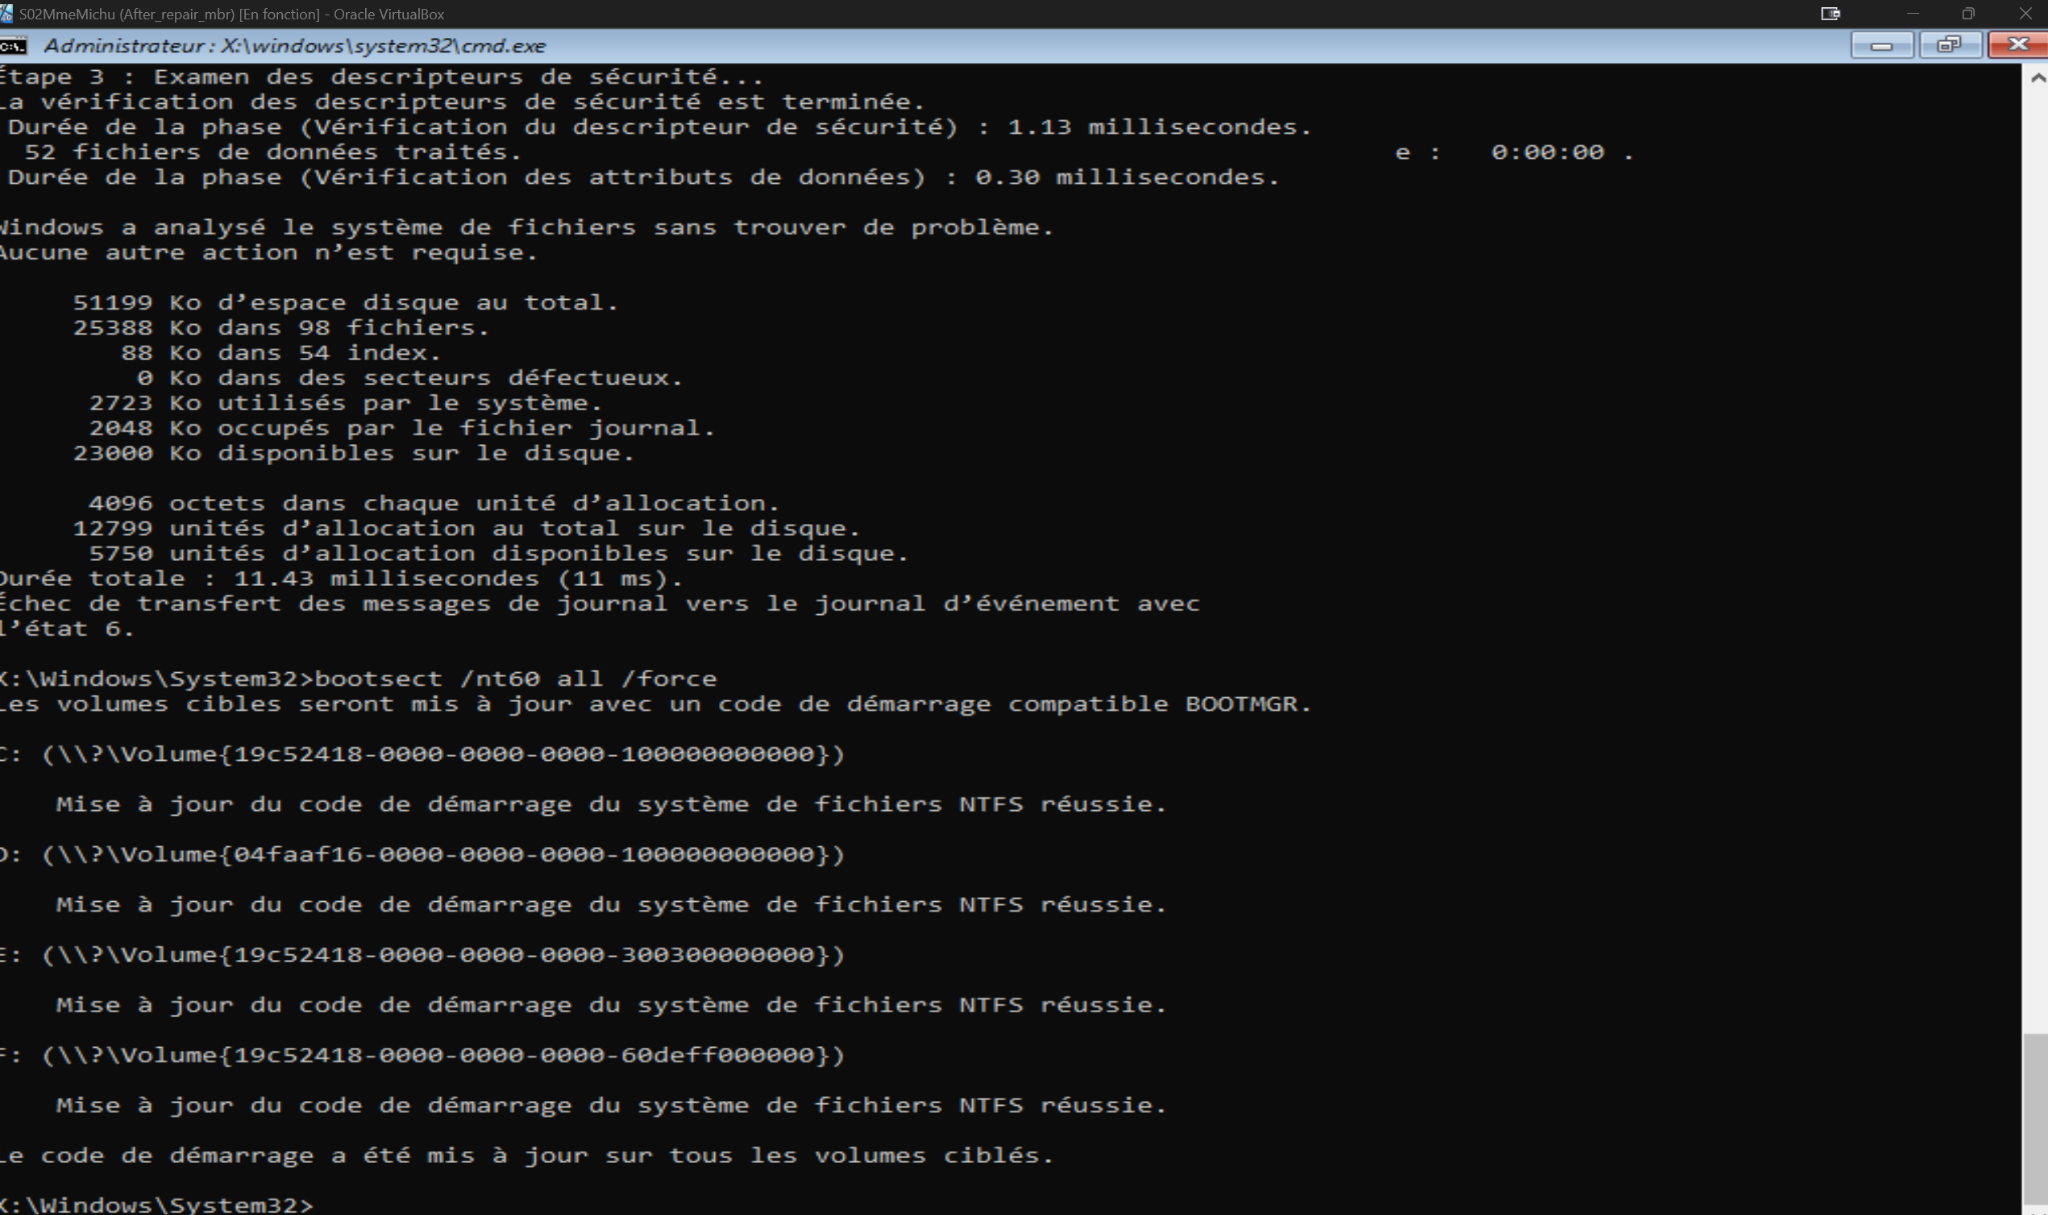 S02MmeMichu (After_repair_mbr) [En fonction] - Oracle VirtualBox
Administrateur : X:\windows\system32\cmd.exe
Étape 3 : Examen des descripteurs de sécurité...
La vérification des descripteurs de sécurité est terminée.
Durée de la phase (Vérification du descripteur de sécurité) : 1.13 millisecondes.
52 fichiers de données traités. e : 0:00:00 .
Durée de la phase (Vérification des attributs de données) : 0.30 millisecondes.
Windows a analysé le système de fichiers sans trouver de problème.
Aucune autre action n’est requise.
51199 Ko d’espace disque au total.
25388 Ko dans 98 fichiers.
88 Ko dans 54 index.
0 Ko dans des secteurs défectueux.
2723 Ko utilisés par le système.
2048 Ko occupés par le fichier journal.
23000 Ko disponibles sur le disque.
4096 octets dans chaque unité d’allocation.
12799 unités d’allocation au total sur le disque.
5750 unités d’allocation disponibles sur le disque.
Durée totale : 11.43 millisecondes (11 ms).
Échec de transfert des messages de journal vers le journal d’événement avec
l’état 6.
X:\Windows\System32>bootsect /nt60 all /force
Les volumes cibles seront mis à jour avec un code de démarrage compatible BOOTMGR.
C: (\\?\Volume{19c52418-0000-0000-0000-100000000000})
Mise à jour du code de démarrage du système de fichiers NTFS réussie.
D: (\\?\Volume{04faaf16-0000-0000-0000-100000000000})
Mise à jour du code de démarrage du système de fichiers NTFS réussie.
E: (\\?\Volume{19c52418-0000-0000-0000-300300000000})
Mise à jour du code de démarrage du système de fichiers NTFS réussie.
F: (\\?\Volume{19c52418-0000-0000-0000-60deff000000})
Mise à jour du code de démarrage du système de fichiers NTFS réussie.
Le code de démarrage a été mis à jour sur tous les volumes ciblés.
X:\Windows\System32>